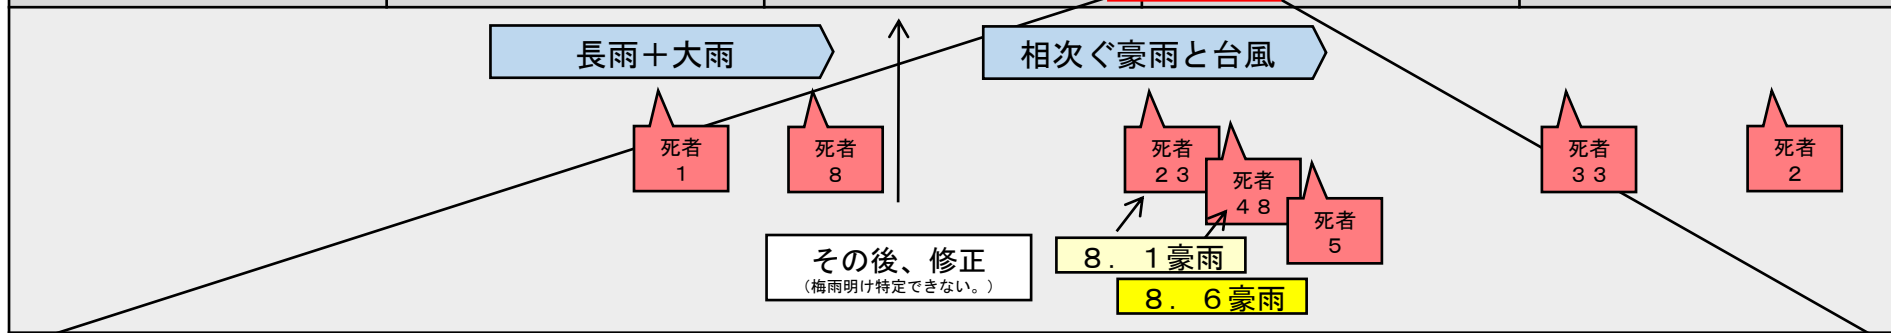 長雨＋大雨
相次ぐ豪雨と台風
死者
１
死者
８
死者
２３
死者
４８
死者
５
死者
３３
死者
２
その後、修正
（梅雨明け特定できない。）
８．１豪雨
８．６豪雨